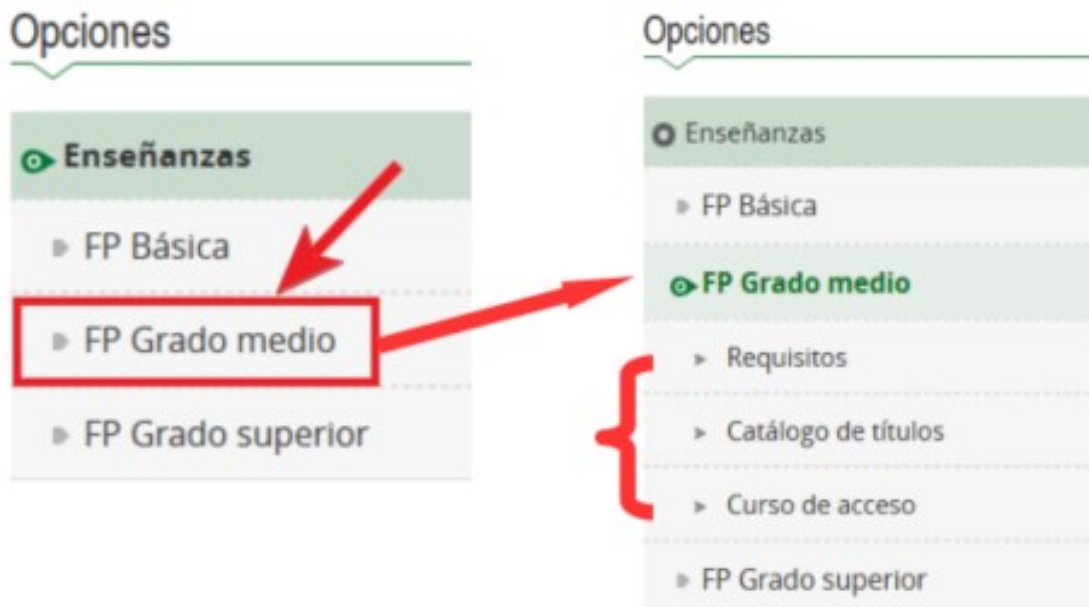 Opciones
Enseñanzas
FP Básica
FP Grado medio
FP Grado superior
Opciones
Enseñanzas
FP Básica
FP Grado medio
Requisitos
Catálogo de títulos
Curso de acceso
FP Grado superior